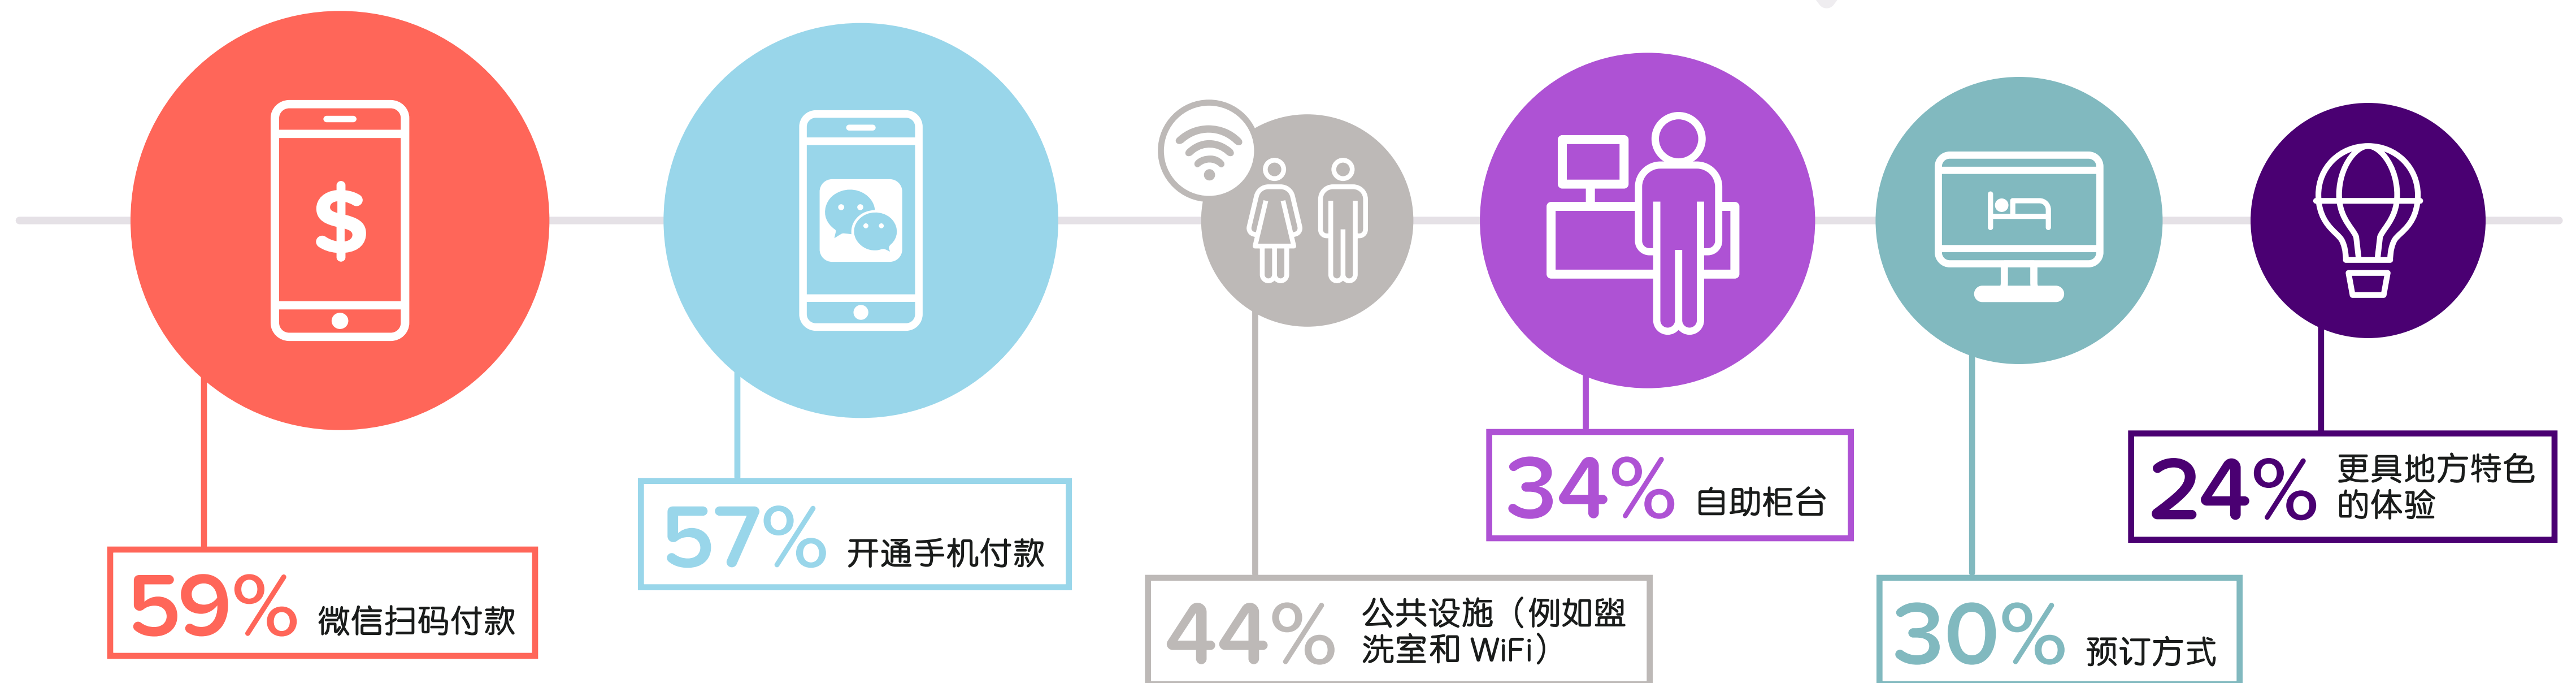 $
59% 微信扫码付款
57% 开通手机付款
44% 公共设施（例如盥
洗室和 WiFi）
34% 自助柜台
30% 预订方式
24% 更具地方特色
的体验